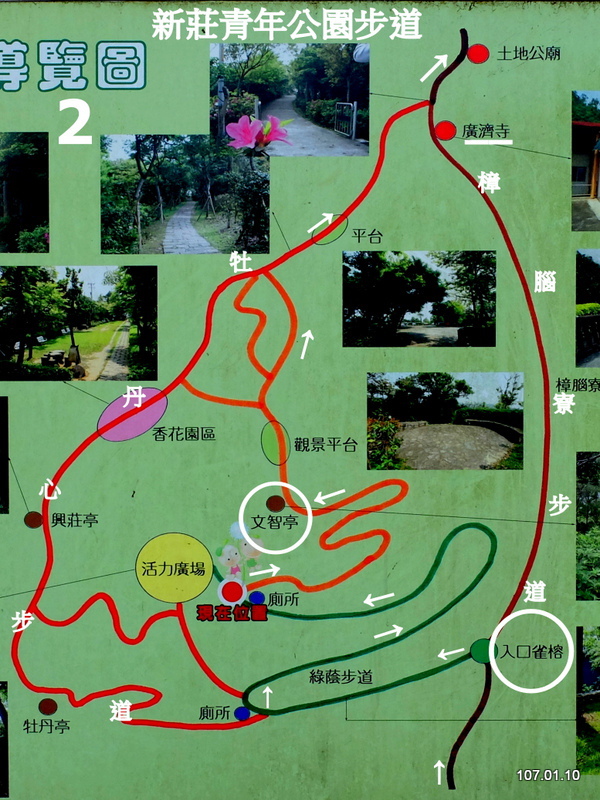 新莊青年公園步道
導覽圖
2
土地公廟
廣濟寺
樟
平台
牡
腦
樟腦寮
寮
丹
香花園區
觀景平台
心
興莊亭
文智亭
步
活力廣場
廁所
現在位置
道
步
入口雀榕
綠蔭步道
道
廁所
牡丹亭
107.01.10